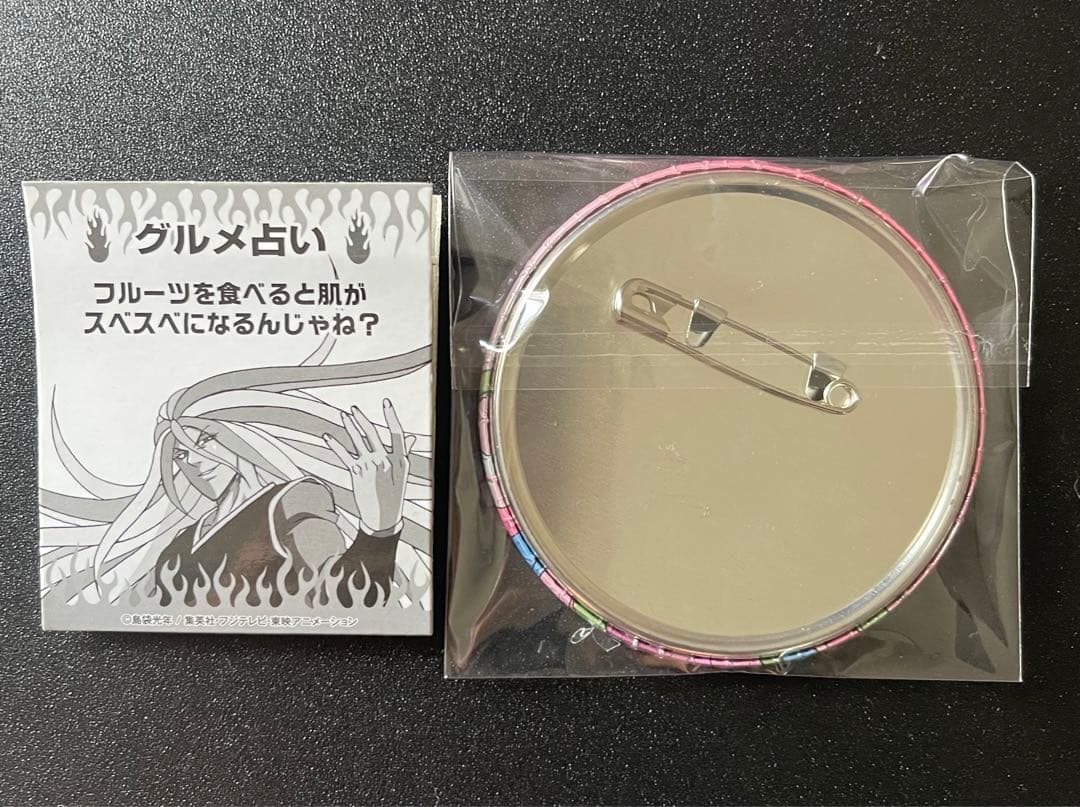 グルメ占い
フルーツを食べると肌が
スベスベになるんじゃね？
©島袋光年 / 集英社・フジテレビ・東映アニメーション